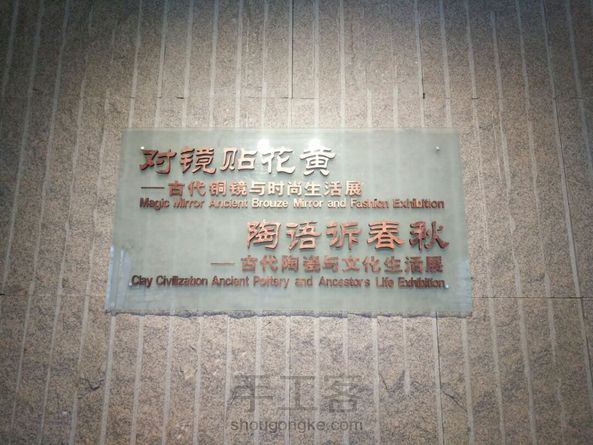 对镜贴花黄
——古代铜镜与时尚生活展
Magic Mirror Ancient Brouze Mirror and Fashion Exhiuition
陶语诉春秋
——古代陶瓷与文化生活展
Clay Civilization Ancient Pottery and Ancestors Life Exhibition
手工客
shougongke.com